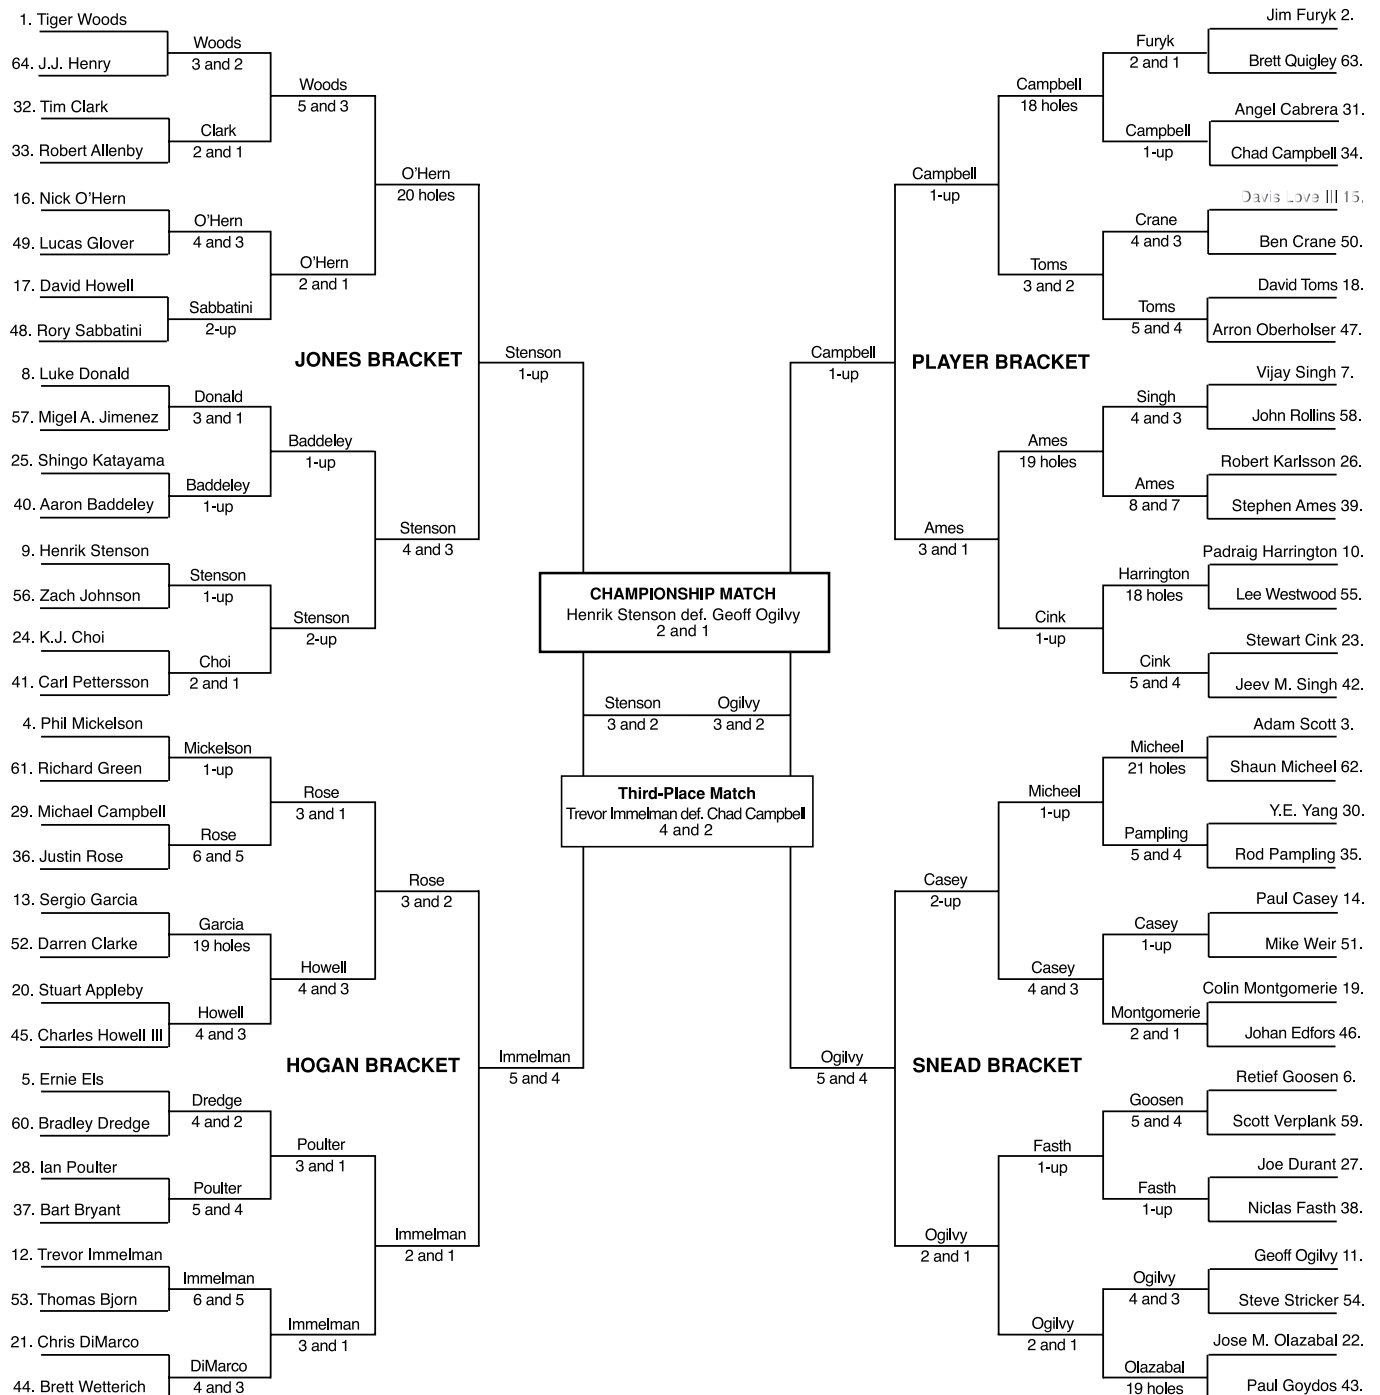 1. Tiger Woods
Woods
3 and 2
64. J.J. Henry
Woods
5 and 3
32. Tim Clark
Clark
2 and 1
33. Robert Allenby
O'Hern
20 holes
16. Nick O'Hern
O'Hern
4 and 3
49. Lucas Glover
O'Hern
2 and 1
17. David Howell
Sabbatini
2-up
48. Rory Sabbatini
JONES BRACKET
Stenson
1-up
8. Luke Donald
Donald
3 and 1
57. Migel A. Jimenez
Baddeley
1-up
25. Shingo Katayama
Baddeley
1-up
40. Aaron Baddeley
Stenson
4 and 3
9. Henrik Stenson
Stenson
1-up
56. Zach Johnson
Stenson
2-up
24. K.J. Choi
Choi
2 and 1
41. Carl Pettersson
4. Phil Mickelson
Mickelson
1-up
61. Richard Green
Rose
3 and 1
29. Michael Campbell
Rose
6 and 5
36. Justin Rose
Rose
3 and 2
13. Sergio Garcia
Garcia
19 holes
52. Darren Clarke
Howell
4 and 3
20. Stuart Appleby
Howell
4 and 3
45. Charles Howell III
HOGAN BRACKET
Immelman
5 and 4
5. Ernie Els
Dredge
4 and 2
60. Bradley Dredge
Poulter
3 and 1
28. Ian Poulter
Poulter
5 and 4
37. Bart Bryant
Immelman
2 and 1
12. Trevor Immelman
Immelman
6 and 5
53. Thomas Bjorn
Immelman
3 and 1
21. Chris DiMarco
DiMarco
4 and 3
44. Brett Wetterich
CHAMPIONSHIP MATCH
Henrik Stenson def. Geoff Ogilvy
2 and 1
Stenson
3 and 2
Ogilvy
3 and 2
Third-Place Match
Trevor Immelman def. Chad Campbell
4 and 2
Jim Furyk 2.
Furyk
2 and 1
Brett Quigley 63.
Campbell
18 holes
Angel Cabrera 31.
Campbell
1-up
Chad Campbell 34.
Campbell
1-up
Davis Love III 15.
Crane
4 and 3
Ben Crane 50.
Toms
3 and 2
David Toms 18.
Toms
5 and 4
Arron Oberholser 47.
Campbell
1-up
PLAYER BRACKET
Vijay Singh 7.
Singh
4 and 3
John Rollins 58.
Ames
19 holes
Robert Karlsson 26.
Ames
8 and 7
Stephen Ames 39.
Ames
3 and 1
Padraig Harrington 10.
Harrington
18 holes
Lee Westwood 55.
Cink
1-up
Stewart Cink 23.
Cink
5 and 4
Jeev M. Singh 42.
Adam Scott 3.
Micheel
21 holes
Shaun Micheel 62.
Micheel
1-up
Y.E. Yang 30.
Pampling
5 and 4
Rod Pampling 35.
Casey
2-up
Paul Casey 14.
Casey
1-up
Mike Weir 51.
Casey
4 and 3
Colin Montgomerie 19.
Montgomerie
2 and 1
Johan Edfors 46.
Ogilvy
5 and 4
SNEAD BRACKET
Retief Goosen 6.
Goosen
5 and 4
Scott Verplank 59.
Fasth
1-up
Joe Durant 27.
Fasth
1-up
Niclas Fasth 38.
Ogilvy
2 and 1
Geoff Ogilvy 11.
Ogilvy
4 and 3
Steve Stricker 54.
Ogilvy
2 and 1
Jose M. Olazabal 22.
Olazabal
19 holes
Paul Goydos 43.